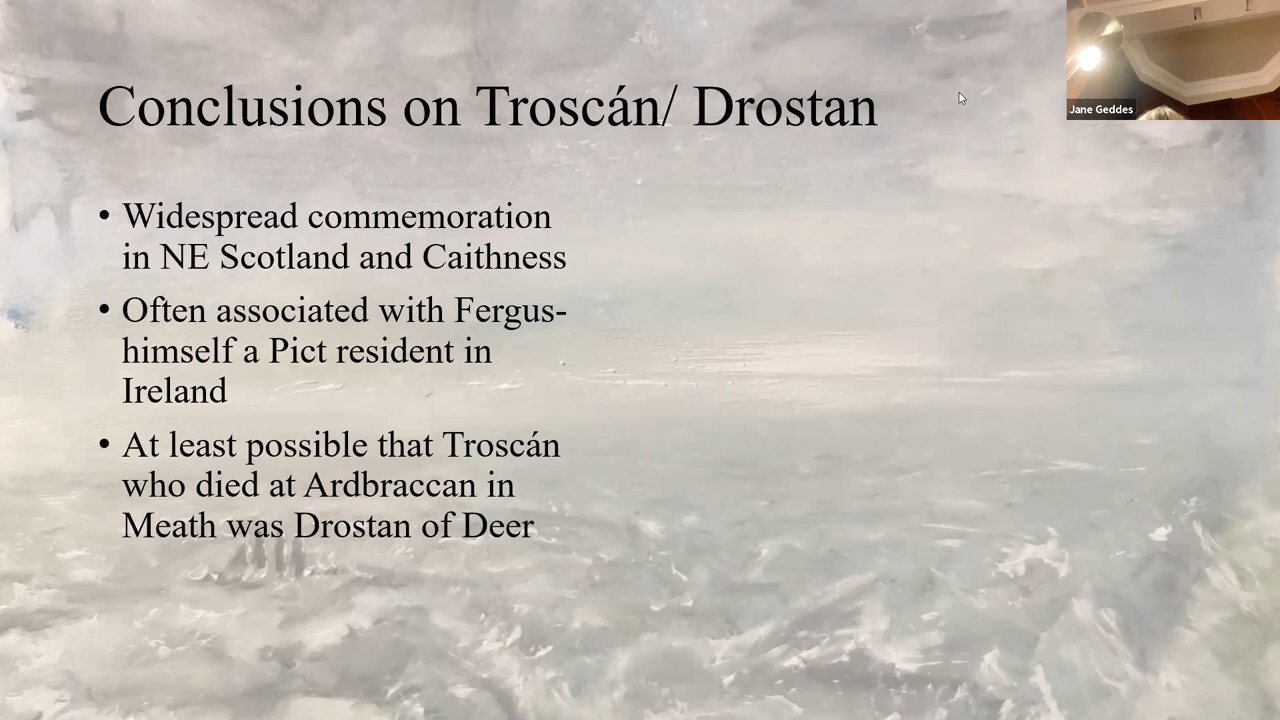 Conclusions on Troscán/ Drostan
• Widespread commemoration
in NE Scotland and Caithness
• Often associated with Fergus-
himself a Pict resident in
Ireland
• At least possible that Troscán
who died at Ardbraccan in
Meath was Drostan of Deer
Jane Geddes